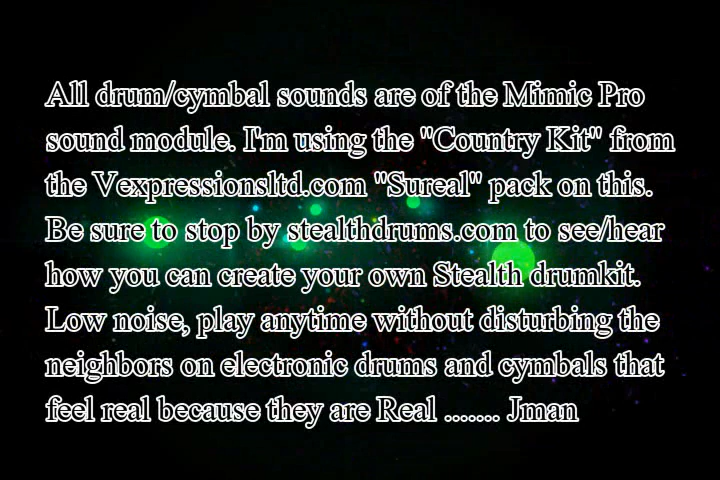 All drum/cymbal sounds are of the Mimic Pro
sound module. I'm using the "Country Kit" from
the Vexpressionsltd.com "Sureal" pack on this.
Be sure to stop by stealthdrums.com to see/hear
how you can create your own Stealth drumkit.
Low noise, play anytime without disturbing the
neighbors on electronic drums and cymbals that
feel real because they are Real ....... Jman